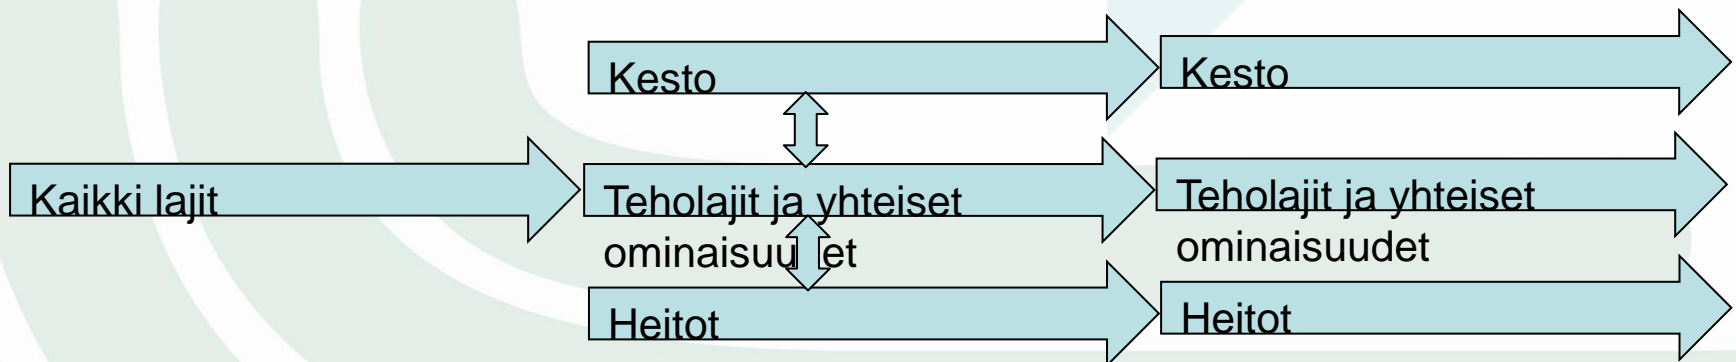 Kesto
Kesto
Kaikki lajit
Teholajit ja yhteiset
ominaisuudet
Teholajit ja yhteiset
ominaisuudet
Heitot
Heitot